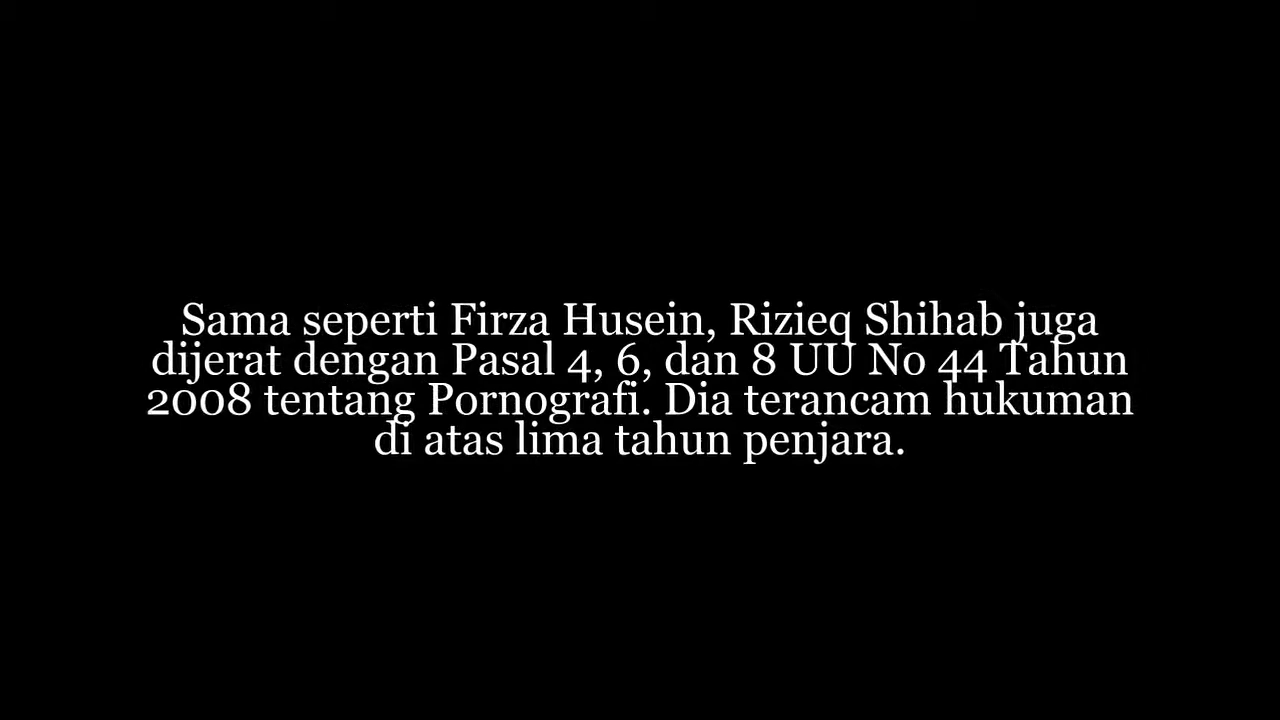 Sama seperti Firza Husein, Rizieq Shihab juga
dijerat dengan Pasal 4, 6, dan 8 UU No 44 Tahun
2008 tentang Pornografi. Dia terancam hukuman
di atas lima tahun penjara.